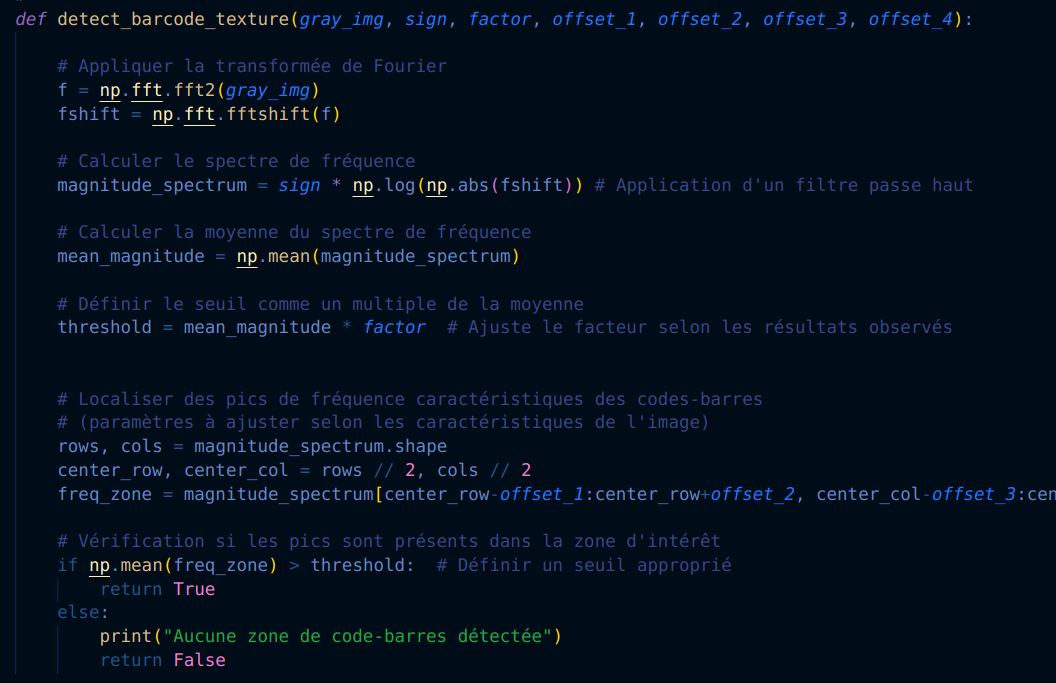 def detect_barcode_texture(gray_img, sign, factor, offset_1, offset_2, offset_3, offset_4):
# Appliquer la transformée de Fourier
f = np.fft.fft2(gray_img)
fshift = np.fft.fftshift(f)
# Calculer le spectre de fréquence
magnitude_spectrum = sign * np.log(np.abs(fshift)) # Application d'un filtre passe haut
# Calculer la moyenne du spectre de fréquence
mean_magnitude = np.mean(magnitude_spectrum)
# Définir le seuil comme un multiple de la moyenne
threshold = mean_magnitude * factor  # Ajuste le facteur selon les résultats observés
# Localiser des pics de fréquence caractéristiques des codes-barres
# (paramètres à ajuster selon les caractéristiques de l'image)
rows, cols = magnitude_spectrum.shape
center_row, center_col = rows // 2, cols // 2
freq_zone = magnitude_spectrum[center_row-offset_1:center_row+offset_2, center_col-offset_3:cen
# Vérification si les pics sont présents dans la zone d'intérêt
if np.mean(freq_zone) > threshold:  # Définir un seuil approprié
return True
else:
print("Aucune zone de code-barres détectée")
return False